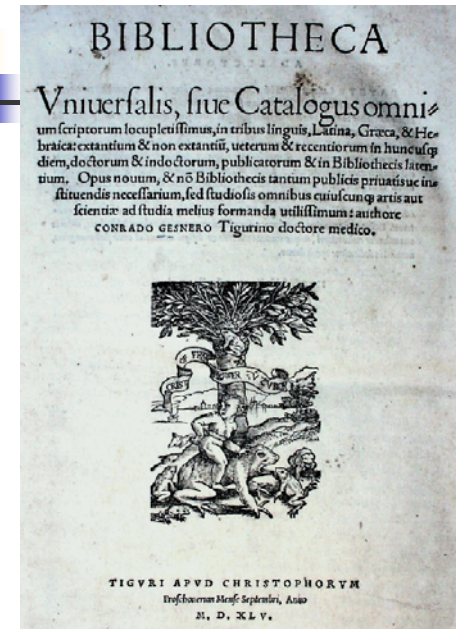 BIBLIOTHECA
Vniuerſalis, ſiue Catalogus omni⸗
um ſcriptorum locupletiſſimus, in tribus linguis, Latina, Græca, & He⸗
braica: extantium & non extantiũ, ueterum & recentiorum in hunc uſꝗ
diem, doctorum & indoctorum, publicatorum & in Bibliothecis laten⸗
tium. Opus nouum, & nõ Bibliothecis tantum publicis priuatisue in⸗
ſtituendis neceſſarium, ſed ſtudioſis omnibus cuiuſcunꝗ artis aut
ſcientiæ ad ſtudia melius formanda utiliſſimum: authore
CONRADO GESNERO Tigurino doctore medico.
CHRIS
TIGVRI APVD CHRISTOPHORVM
Froſchouerum Menſe Septembri, Anno
M. D. XLV.